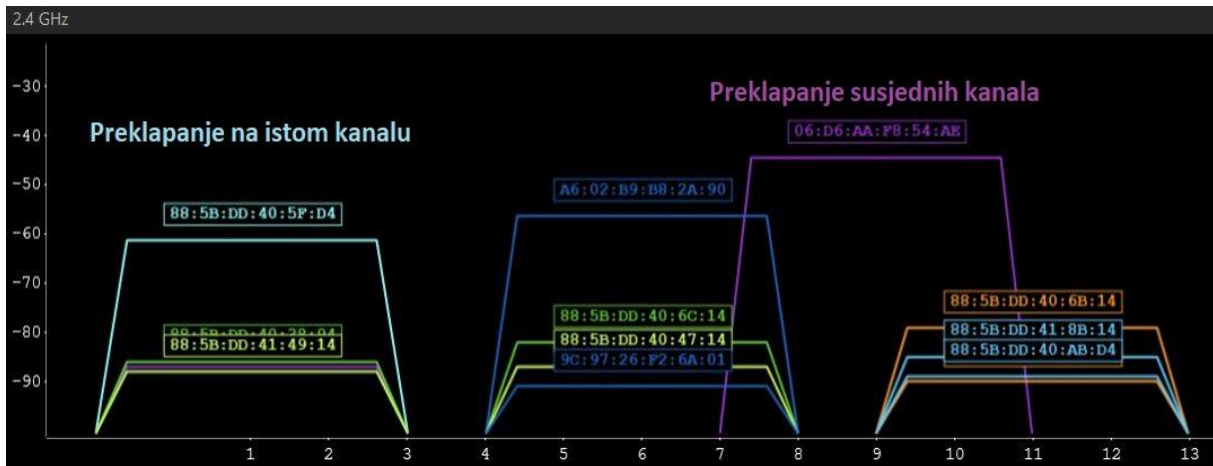 2.4 GHz
-30
Preklapanje susjednih kanala
-40
Preklapanje na istom kanalu
06:D6:AA:F8:54:AE
-50
A6:02:B9:B8:2A:90
88:5B:DD:40:5F:D4
-60
-70
88:5B:DD:40:6B:14
88:5B:DD:40:6C:14
-80
88:5B:DD:41:8B:14
88:5B:DD:41:49:14
88:5B:DD:40:47:14
88:5B:DD:40:AB:D4
9C:97:26:F2:6A:01
-90
1 2 3 4 5 6 7 8 9 10 11 12 13